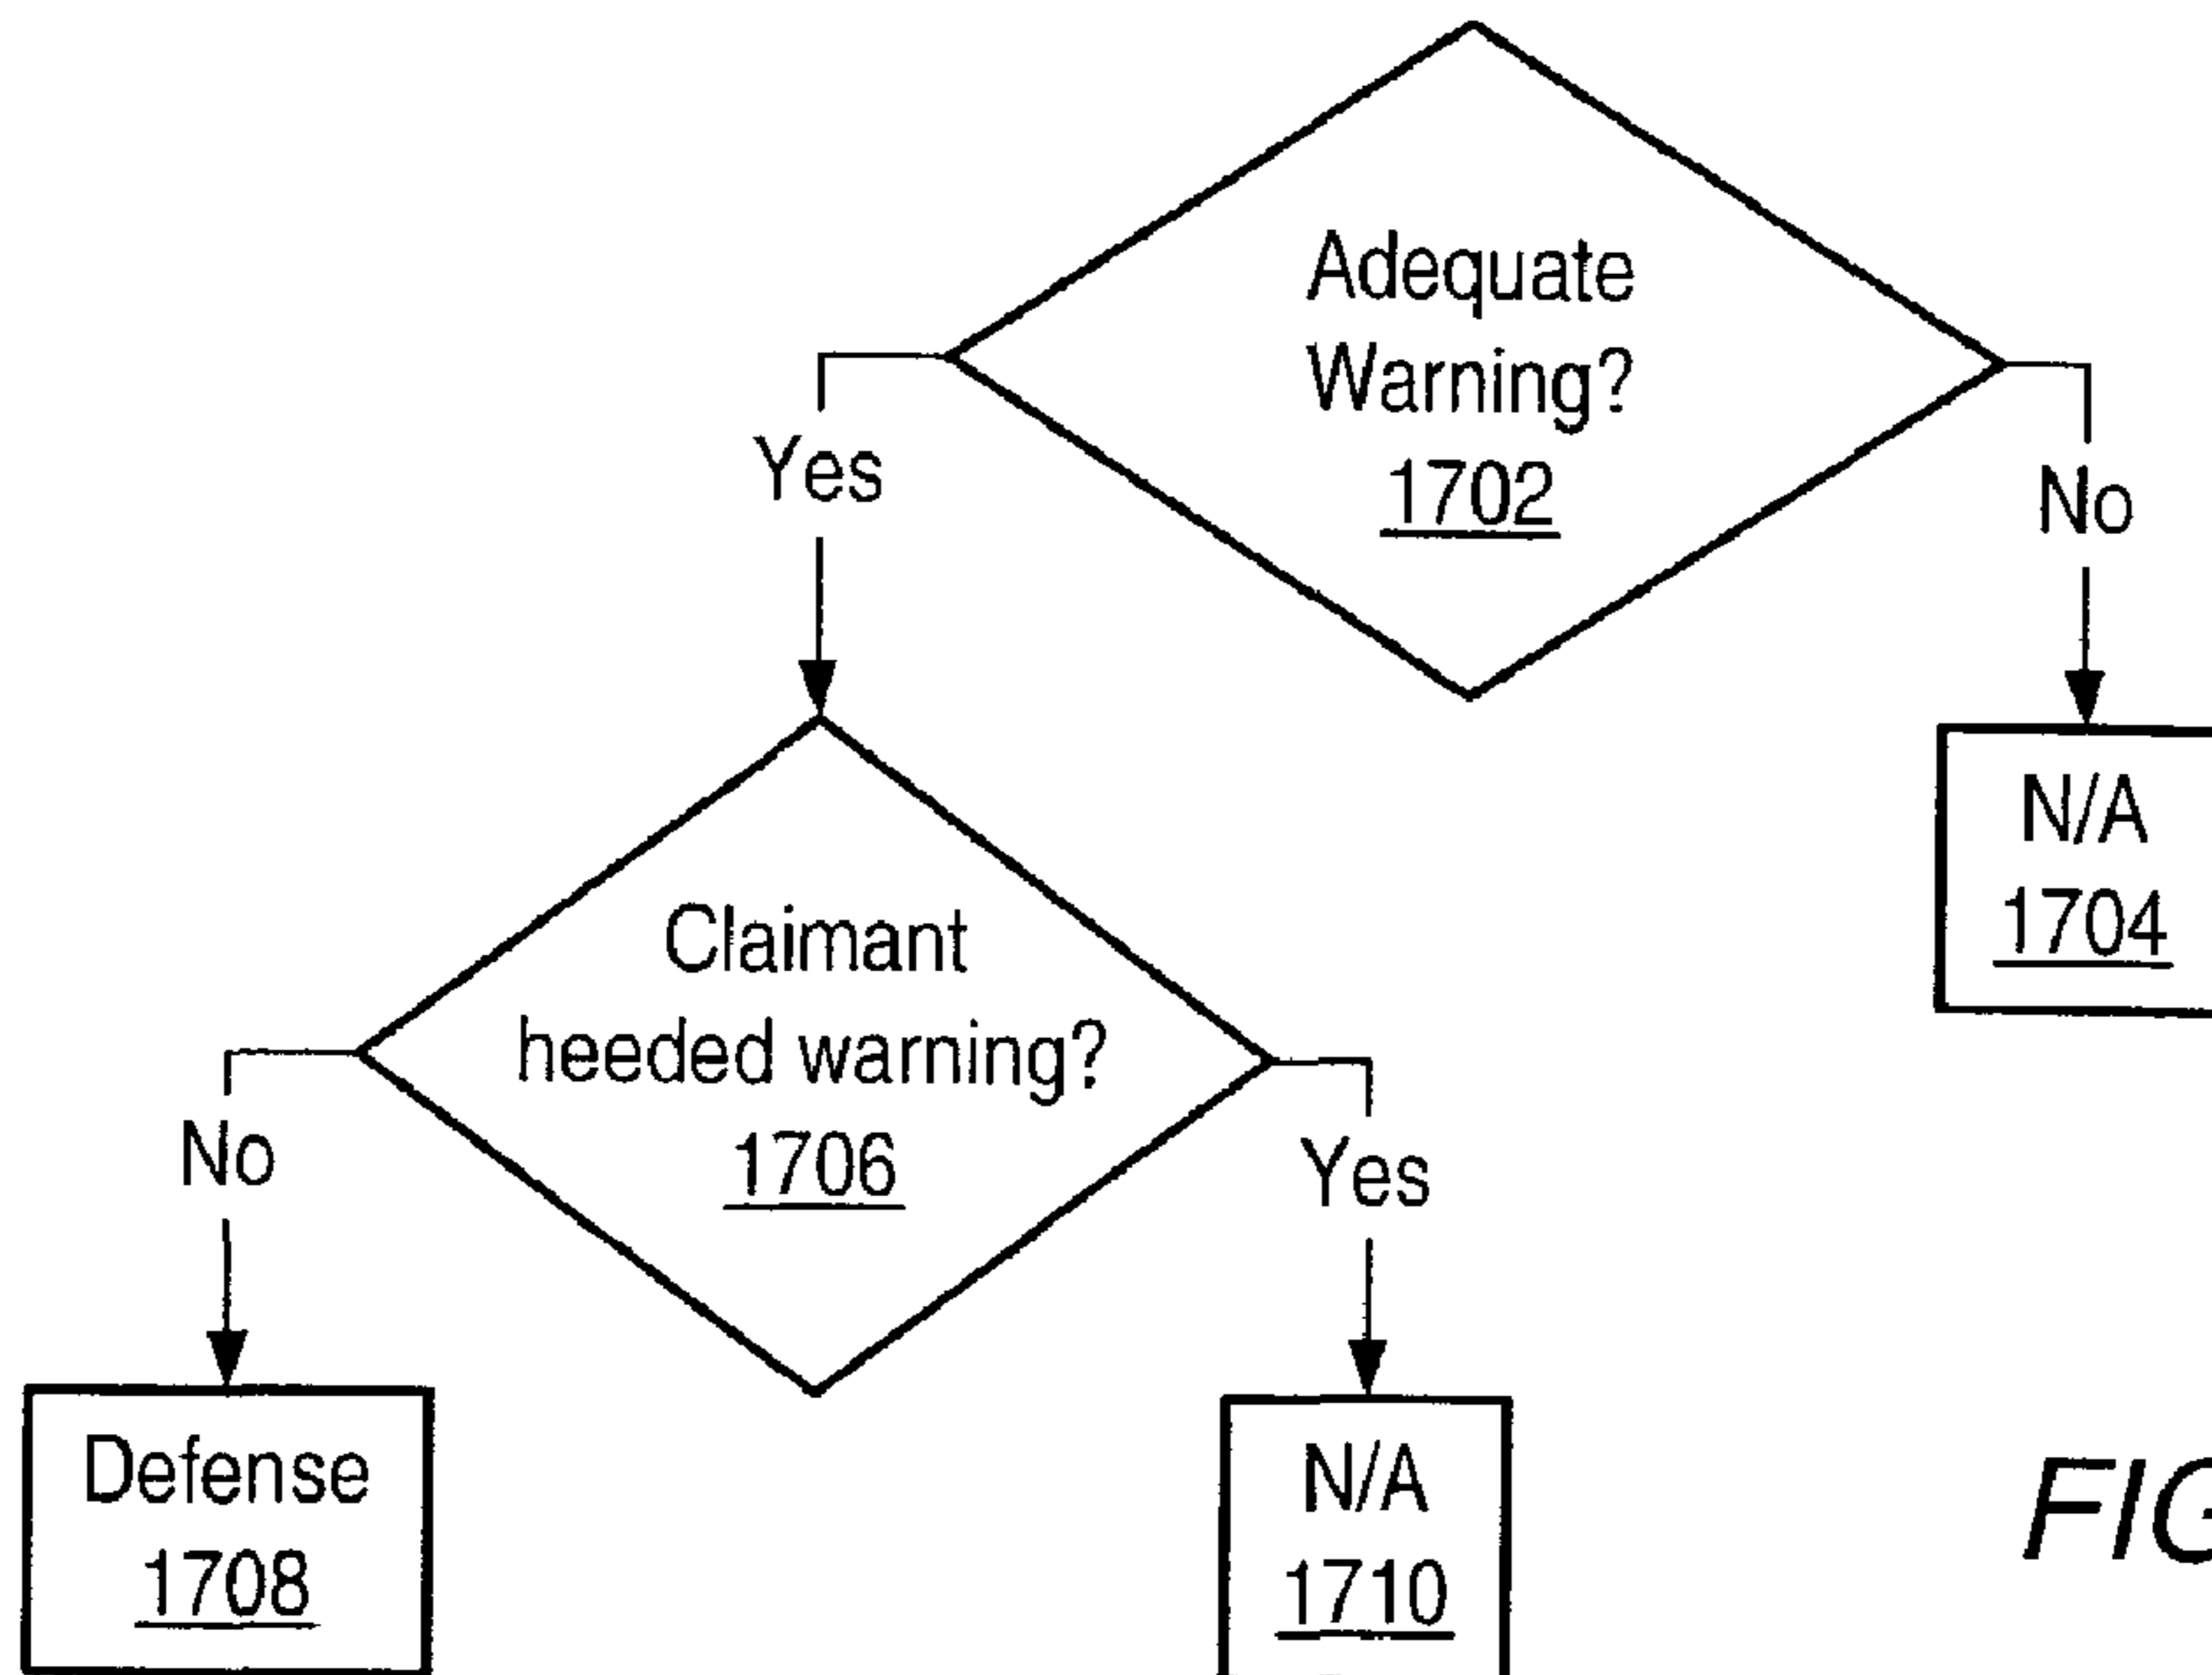 Adequate
Warning?
1702
Yes
No
N/A
1704
Claimant
heeded warning?
1706
No
Yes
Defense
1708
N/A
1710